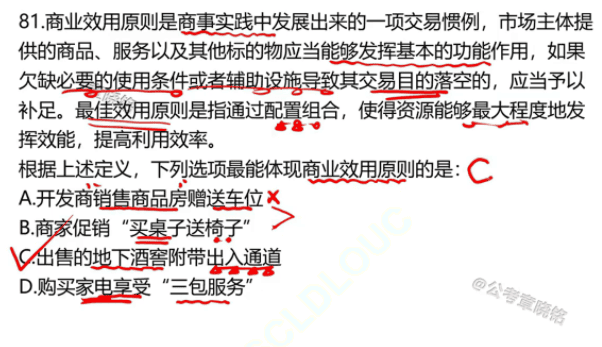 81.商业效用原则是商事实践中发展出来的一项交易惯例，市场主体提
供的商品、服务以及其他标的物应当能够发挥基本的功能作用，如果
欠缺必要的使用条件或者辅助设施导致其交易目的落空的，应当予以
补足。最佳效用原则是指通过配置组合，使得资源能够最大程度地发
挥效能，提高利用效率。
根据上述定义，下列选项最能体现商业效用原则的是： C
A.开发商销售商品房赠送车位
B.商家促销“买桌子送椅子”
C.出售的地下酒窖附带出入通道
D.购买家电享受“三包服务”
@公考章晓铭